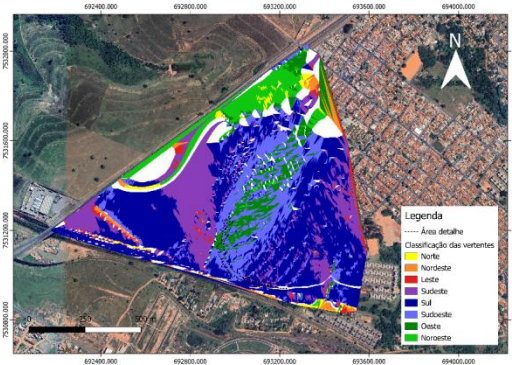 692400.000 692800.000 693200.000 693600.000 694000.000
7532000.000
7531600.000
7531200.000
7530800.000
N
Legenda
Área detalhe
Classificação das vertentes
Norte
Nordeste
Leste
Sudeste
Sul
Sudoeste
Oeste
Noroeste
0 250 500 m
692400.000 692800.000 693200.000 693600.000 694000.000